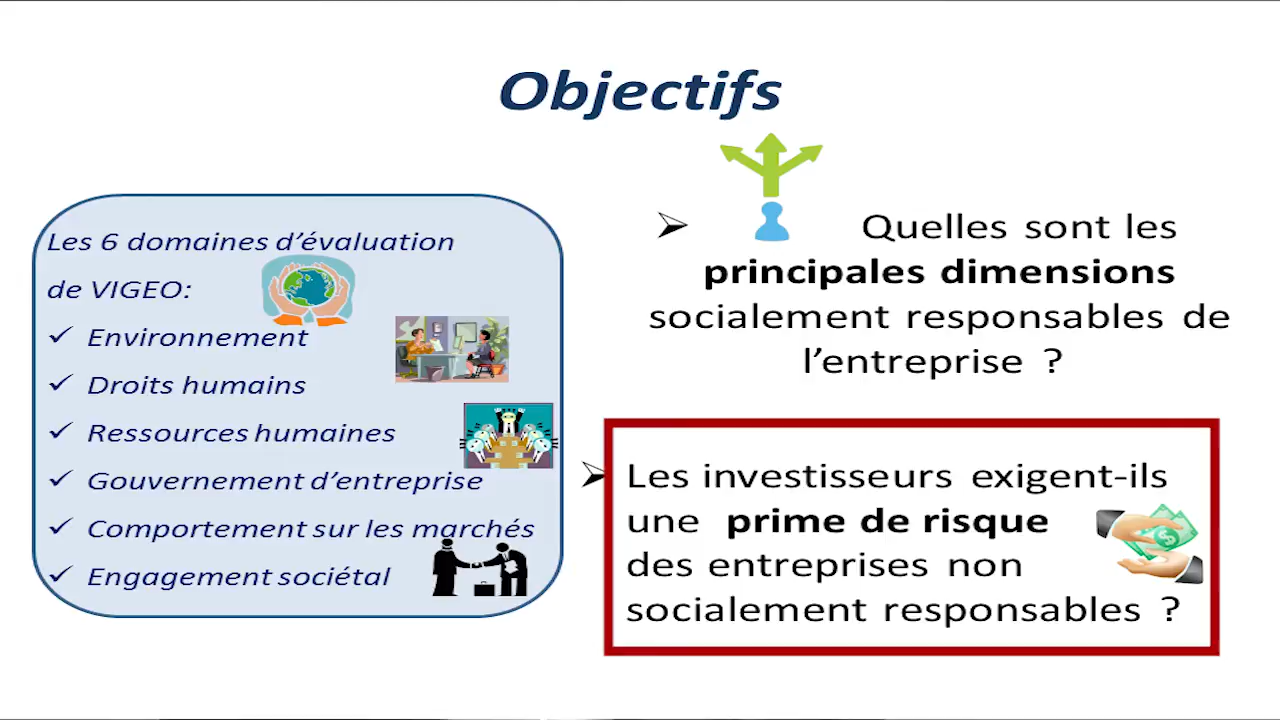 Objectifs
Les 6 domaines d’évaluation
de VIGEO:
Environnement
Droits humains
Ressources humaines
Gouvernement d’entreprise
Comportement sur les marchés
Engagement sociétal
Quelles sont les
principales dimensions
socialement responsables de
l’entreprise ?
Les investisseurs exigent-ils
une prime de risque
des entreprises non
socialement responsables ?